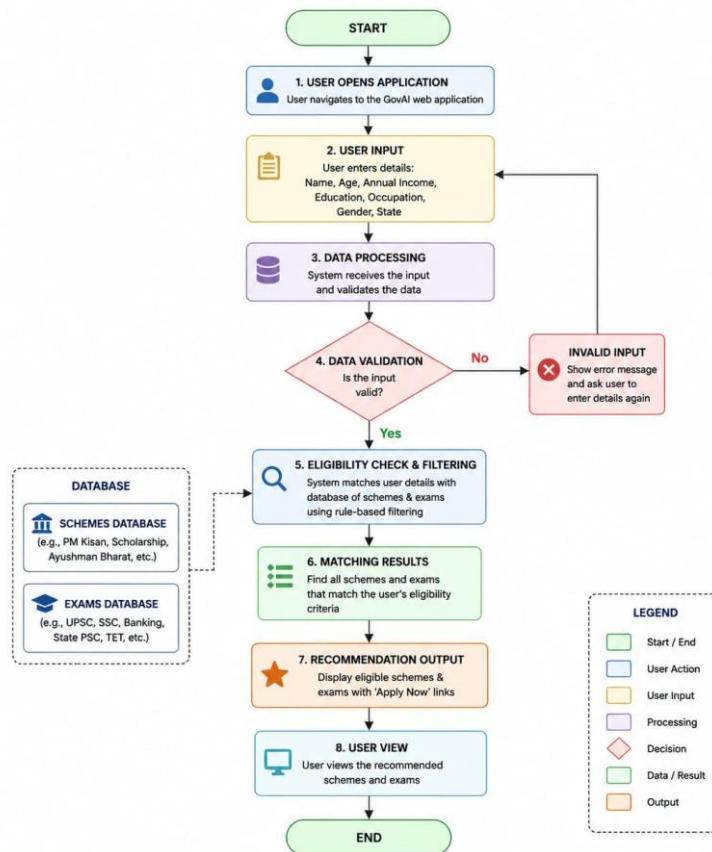 START
1. USER OPENS APPLICATION
User navigates to the GovAI web application
2. USER INPUT
User enters details:
Name, Age, Annual Income,
Education, Occupation,
Gender, State
3. DATA PROCESSING
System receives the input
and validates the data
4. DATA VALIDATION
Is the input
valid?
No
INVALID INPUT
Show error message
and ask user to
enter details again
Yes
5. ELIGIBILITY CHECK & FILTERING
System matches user details with
database of schemes & exams
using rule-based filtering
DATABASE
SCHEMES DATABASE
(e.g., PM Kisan, Scholarship,
Ayushman Bharat, etc.)
EXAMS DATABASE
(e.g., UPSC, SSC, Banking,
State PSC, TET, etc.)
6. MATCHING RESULTS
Find all schemes and exams
that match the user's eligibility
criteria
7. RECOMMENDATION OUTPUT
Display eligible schemes &
exams with 'Apply Now' links
8. USER VIEW
User views the recommended
schemes and exams
END
LEGEND
Start / End
User Action
User Input
Processing
Decision
Data / Result
Output